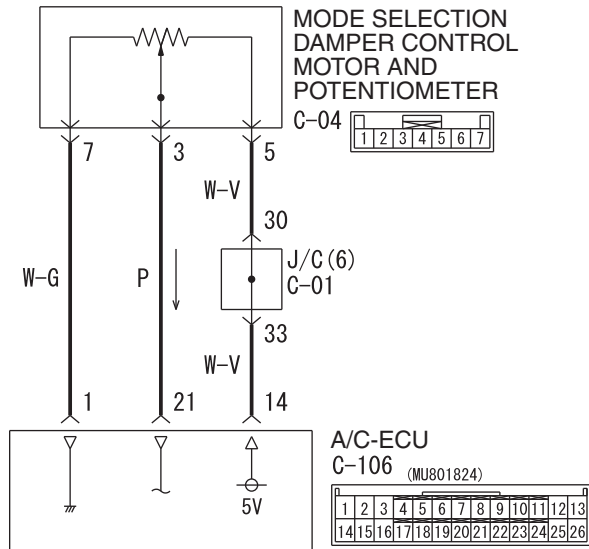 MODE SELECTION
DAMPER CONTROL
MOTOR AND
POTENTIOMETER
C-04
1 2 3 4 5 6 7
7 3 5
W-V
30
J/C(6)
C-01
W-G P
33
W-V
1 21 14
A/C-ECU
C-106 (MU801824)
5V
1 2 3 4 5 6 7 8 9 10 11 12 13
14 15 16 17 18 19 20 21 22 23 24 25 26